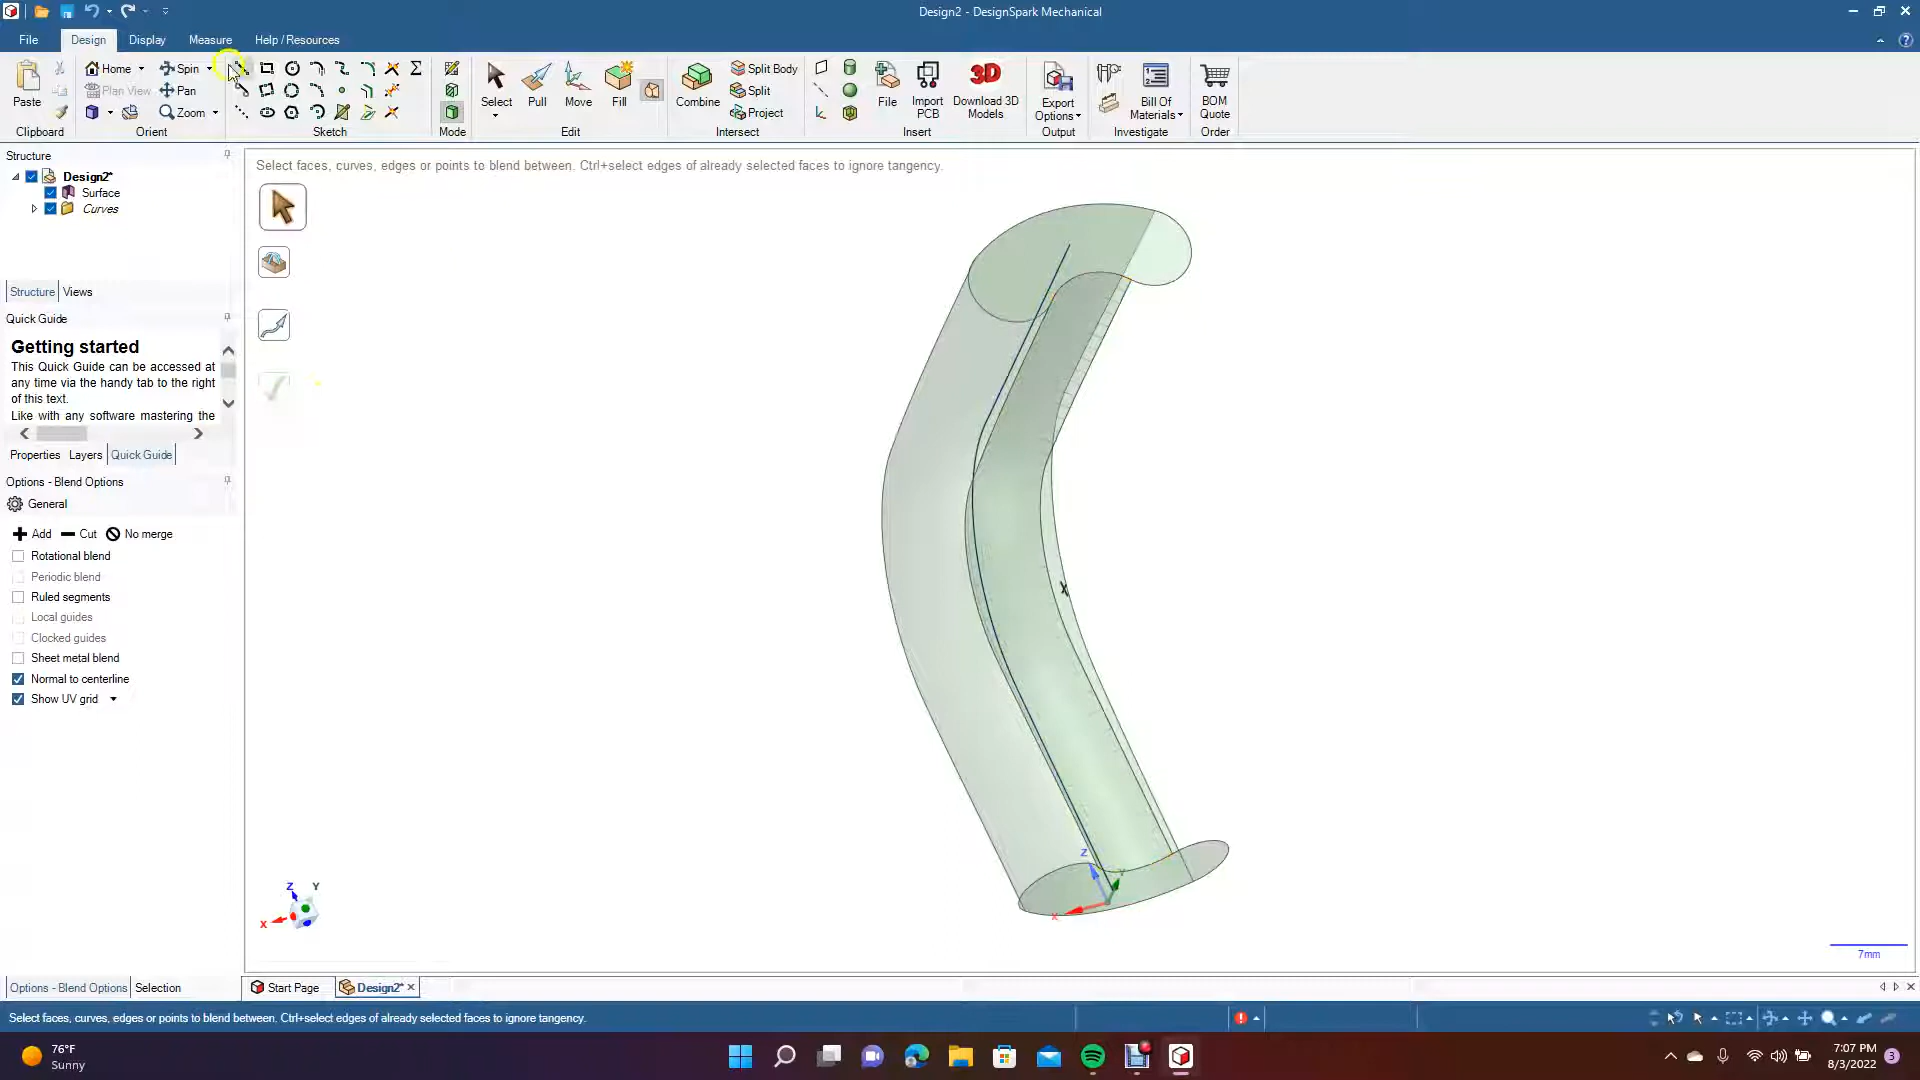 Design2 - DesignSpark Mechanical
File Design Display Measure Help / Resources
Home Spin Split Body
Paste Plan View Pan Select Pull Move Fill Combine Split File Import PCB Download 3D Models Export Options Bill Of Materials BOM Quote
Zoom Project
Clipboard Orient Sketch Mode Edit Intersect Insert Output Investigate Order
Structure
Design2*
Surface
Curves
Structure Views
Quick Guide
Getting started
This Quick Guide can be accessed at
any time via the handy tab to the right
of this text.
Like with any software mastering the
Properties Layers Quick Guide
Options - Blend Options
General
Add Cut No merge
Rotational blend
Periodic blend
Ruled segments
Local guides
Clocked guides
Sheet metal blend
Normal to centerline
Show UV grid
Select faces, curves, edges or points to blend between. Ctrl+select edges of already selected faces to ignore tangency.
3D
X
Z
Y
X
Z Y
X
7mm
Options - Blend Options Selection Start Page Design2*
Select faces, curves, edges or points to blend between. Ctrl+select edges of already selected faces to ignore tangency.
76°F
Sunny
7:07 PM
8/3/2022
3